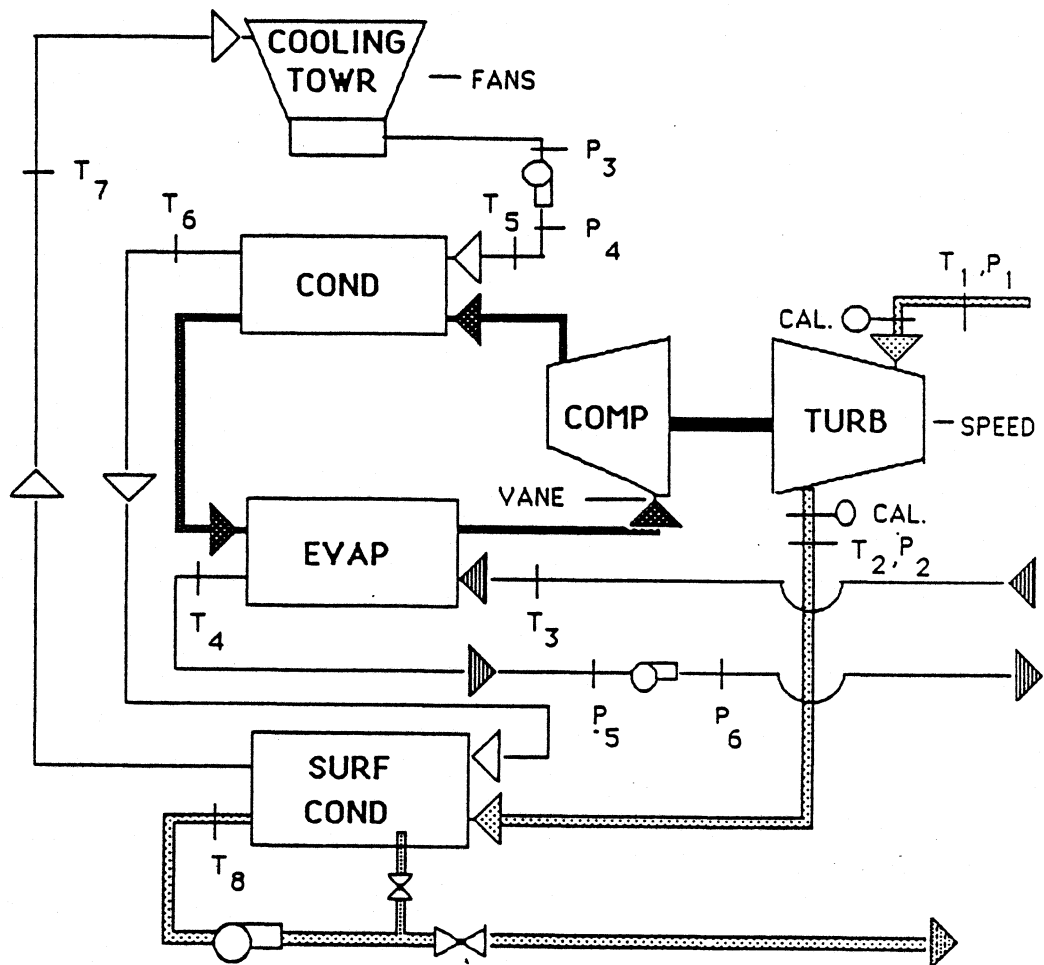 COOLING
TOWR
FANS
P3
T7
T6
T5
P4
COND
T1,P1
CAL.
COMP
TURB
SPEED
VANE
CAL.
EVAP
T2,P2
T4
T3
P5
P6
SURF
COND
T8